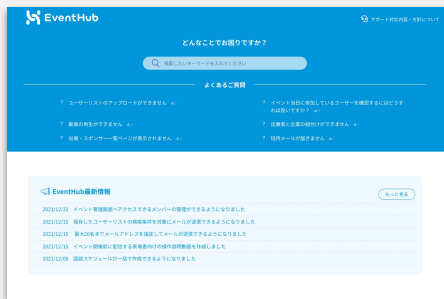 EventHub
サポート対応内容・方針について
どんなことでお困りですか？
検索したいキーワードを入力してください
よくあるご質問
? ユーザーリストのアップロードができません
? イベント当日に参加しているユーザーを確認するにはどうす
れば良いですか？
? 動画の再生ができません
? 出展者と企業の紐付けができません
? 出展・スポンサー一覧ページが表示されません
? 招待メールが届きません
EventHub最新情報
もっと見る
2021/12/22 イベント管理画面へアクセスできるメンバーの管理ができるようになりました
2021/12/15 保存したユーザーリストの検索条件を対象にメールが送信できるようになりました
2021/12/15 最大20名までメールアドレスを指定してメールが送信できるようになりました
2021/12/15 イベント開催前に配信する来場者向けの操作説明動画を作成しました
2021/12/08 面談スケジュールが一括で作成できるようになりました